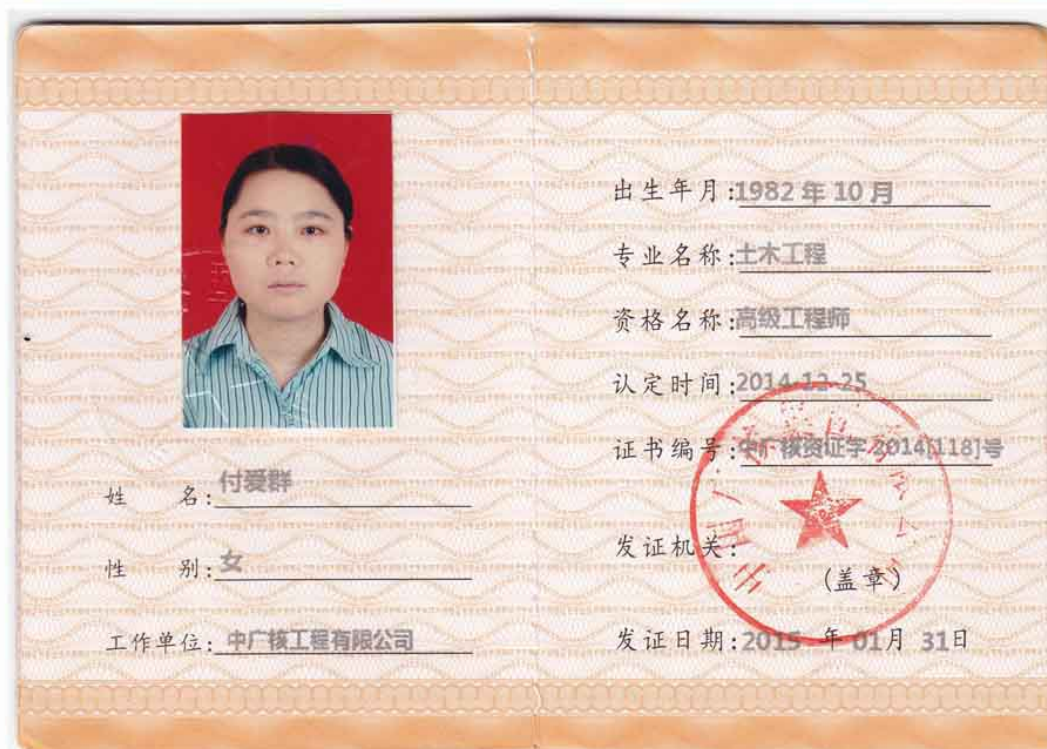 姓 名：付爱群
性 别：女
工作单位：中广核工程有限公司
出生年月：1982 年 10 月
专业名称：土木工程
资格名称：高级工程师
认定时间：2014-12-25
证书编号：中广核资证字 2014[118]号
发证机关：
（盖章）
发证日期：2015 年 01月 31日